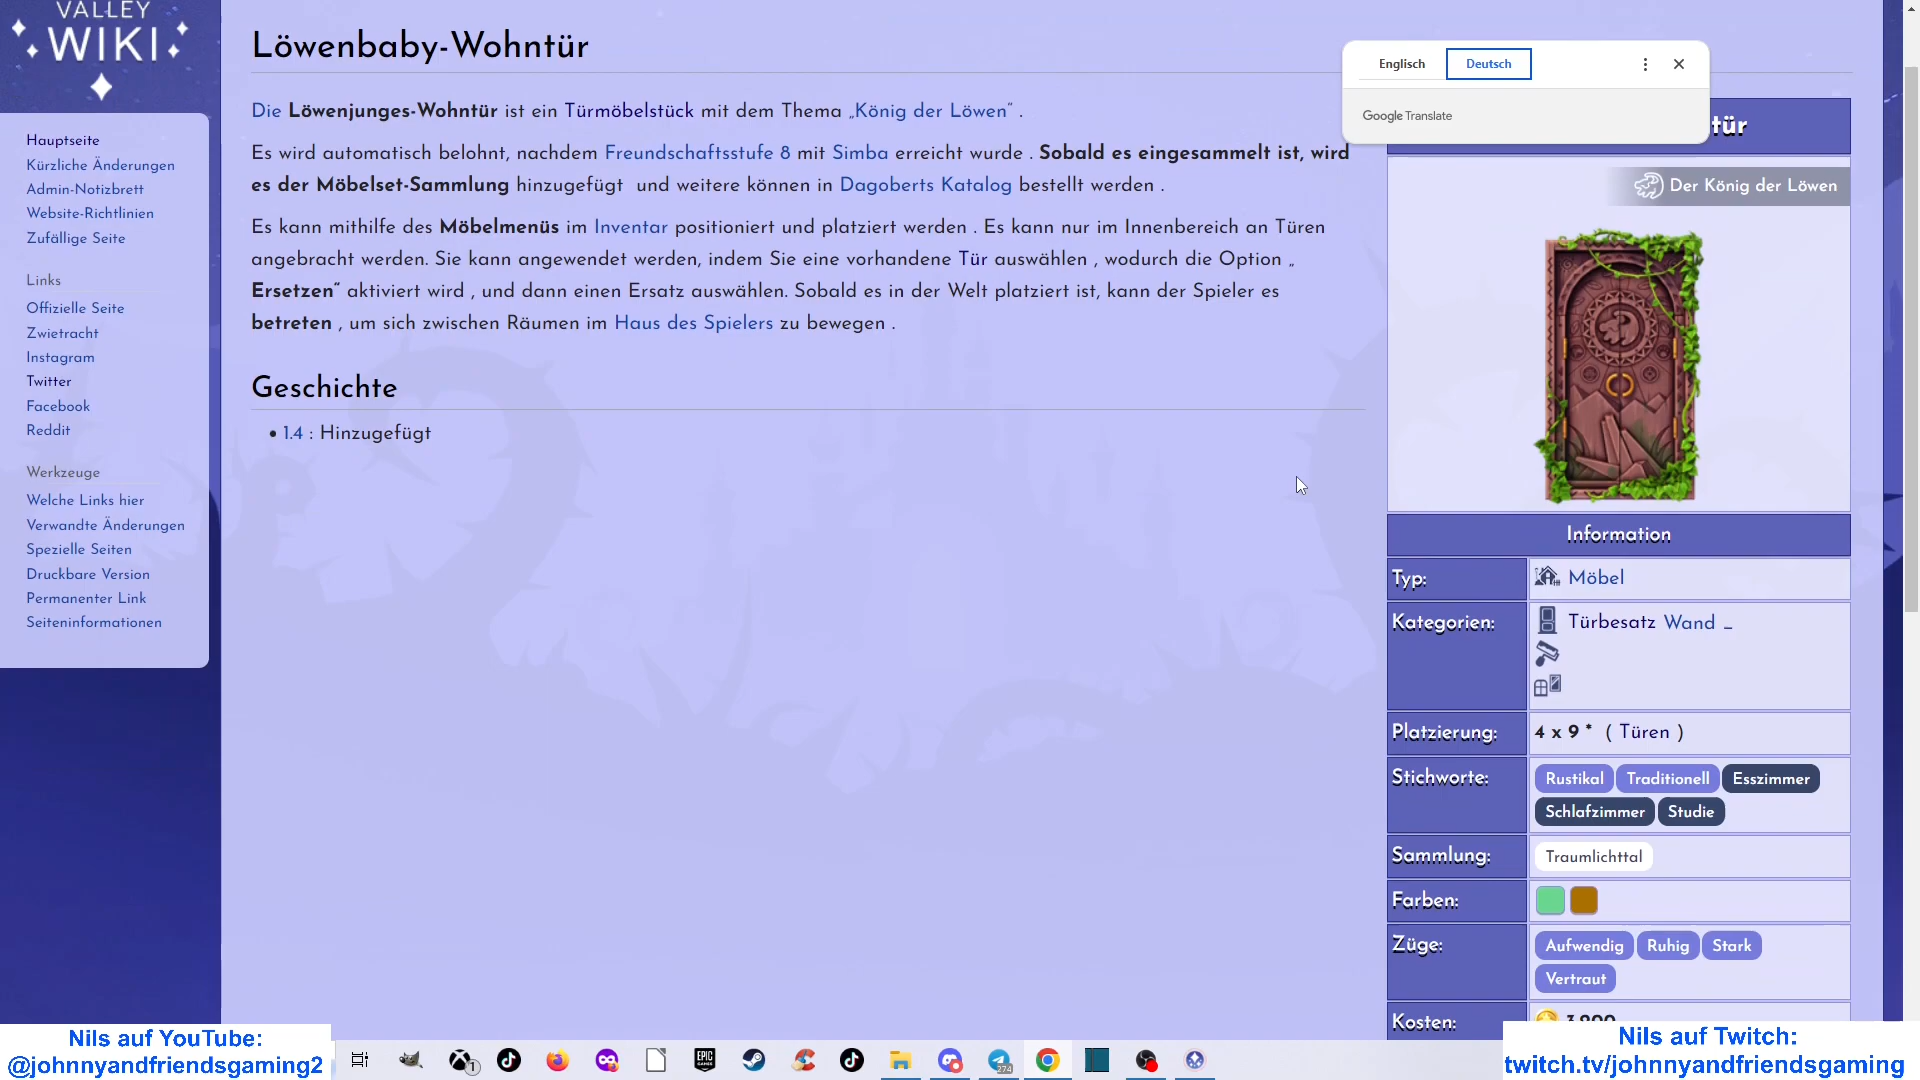 VALLEY
WIKI
Hauptseite
Kürzliche Änderungen
Admin-Notizbrett
Website-Richtlinien
Zufällige Seite
Links
Offizielle Seite
Zwietracht
Instagram
Twitter
Facebook
Reddit
Werkzeuge
Welche Links hier
Verwandte Änderungen
Spezielle Seiten
Druckbare Version
Permanenter Link
Seiteninformationen
Löwenbaby-Wohntür
Die Löwenjunges-Wohntür ist ein Türmöbelstück mit dem Thema „König der Löwen“ .
Es wird automatisch belohnt, nachdem Freundschaftsstufe 8 mit Simba erreicht wurde . Sobald es eingesammelt ist, wird
es der Möbelset-Sammlung hinzugefügt und weitere können in Dagoberts Katalog bestellt werden .
Es kann mithilfe des Möbelmenüs im Inventar positioniert und platziert werden . Es kann nur im Innenbereich an Türen
angebracht werden. Sie kann angewendet werden, indem Sie eine vorhandene Tür auswählen , wodurch die Option „
Ersetzen“ aktiviert wird , und dann einen Ersatz auswählen. Sobald es in der Welt platziert ist, kann der Spieler es
betreten , um sich zwischen Räumen im Haus des Spielers zu bewegen .
Geschichte
• 1.4 : Hinzugefügt
Englisch
Deutsch
Google Translate
tür
Der König der Löwen
Information
Typ: Möbel
Kategorien: Türbesatz Wand _
Platzierung: 4 x 9 * ( Türen )
Stichworte: Rustikal Traditionell Esszimmer
Schlafzimmer Studie
Sammlung: Traumlichttal
Farben:
Züge: Aufwendig Ruhig Stark
Vertraut
Kosten:
Nils auf YouTube:
@johnnyandfriendsgaming2
1
274
Nils auf Twitch:
twitch.tv/johnnyandfriendsgaming